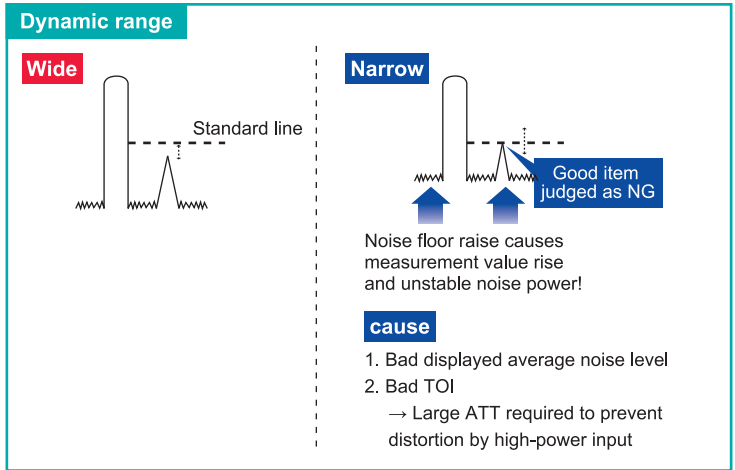 Dynamic range
Wide
Standard line
Narrow
Good item
judged as NG
Noise floor raise causes
measurement value rise
and unstable noise power!
cause
1. Bad displayed average noise level
2. Bad TOI
→ Large ATT required to prevent
distortion by high-power input